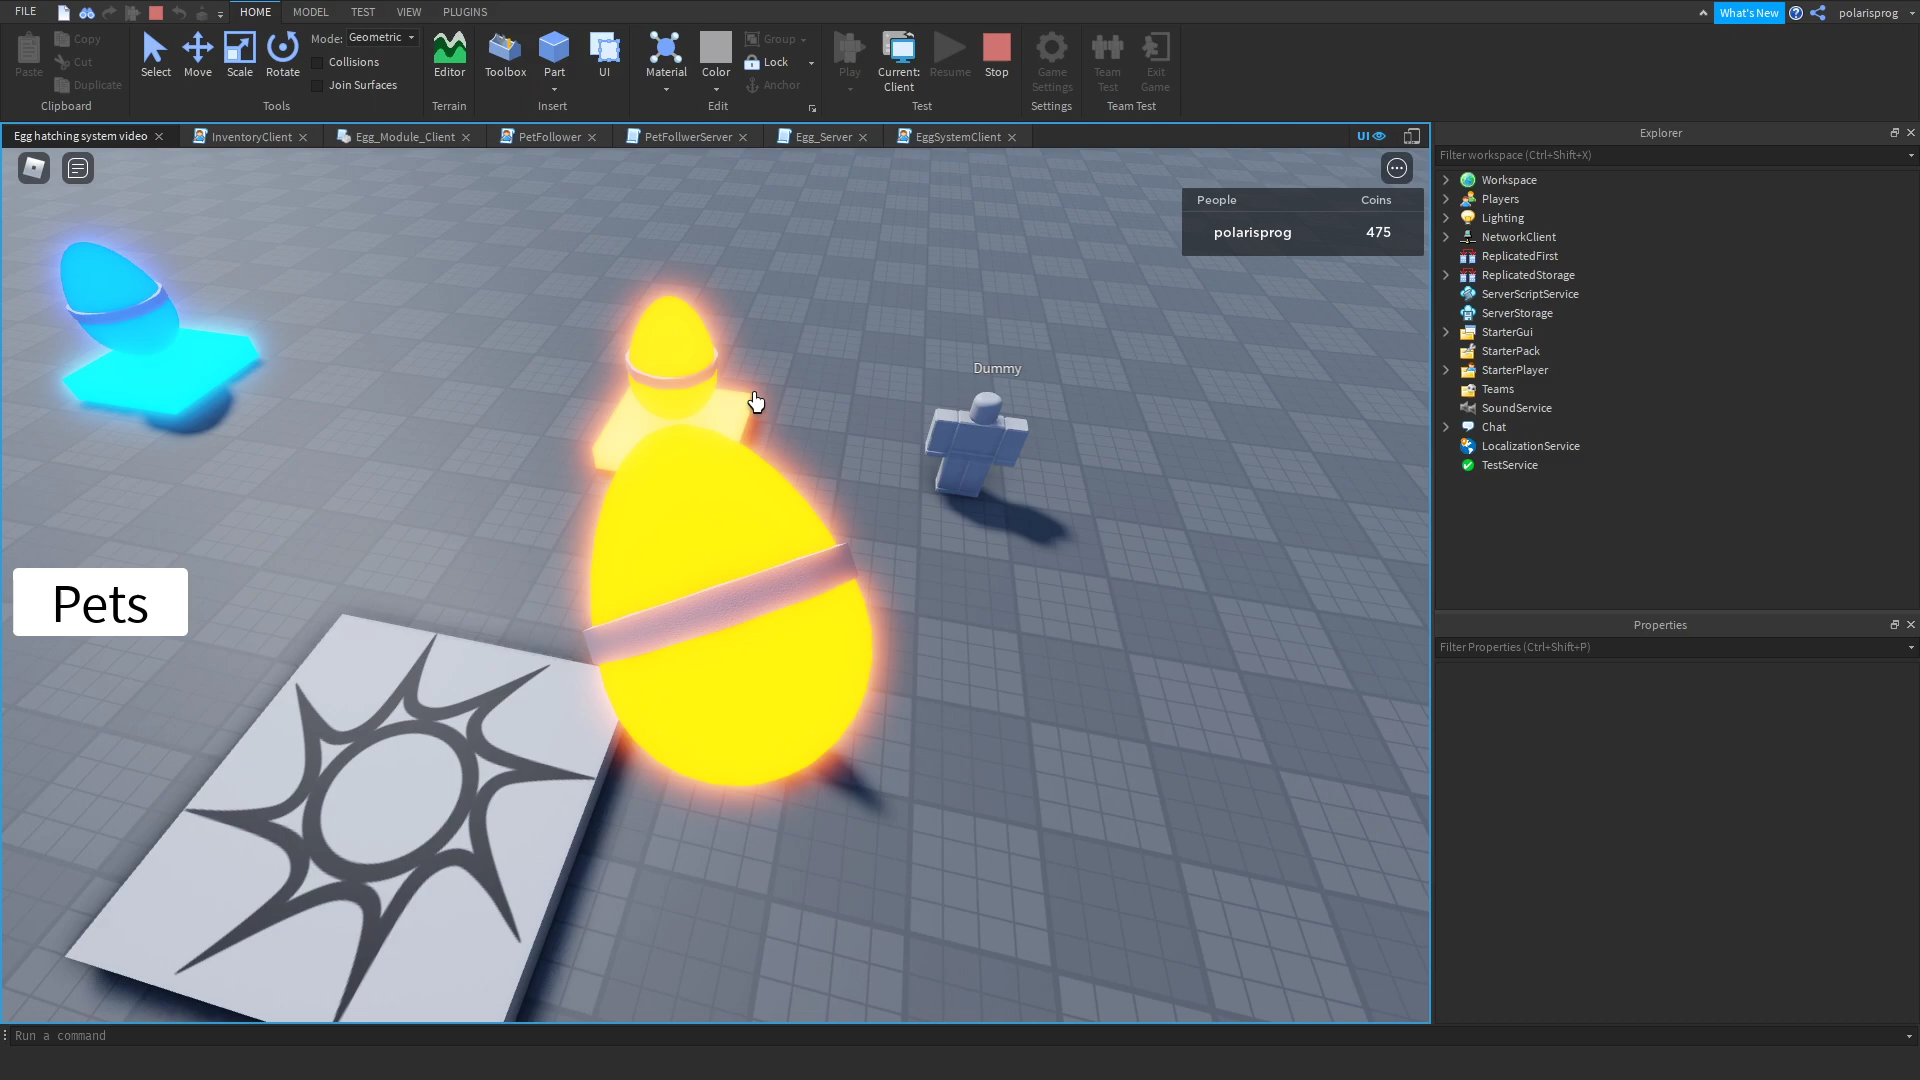 FILE HOME MODEL TEST VIEW PLUGINS What's New polarisprog
Paste Copy Cut Duplicate Select Move Scale Rotate Mode: Geometric Collisions Join Surfaces Editor Toolbox Part UI Material Color Group Lock Anchor Play Current: Client Resume Stop Game Settings Team Test Exit Game
Clipboard Tools Terrain Insert Edit Test Settings Team Test
Egg hatching system video InventoryClient Egg_Module_Client PetFollower PetFollwerServer Egg_Server EggSystemClient UI
People Coins
polarisprog 475
Dummy
Pets
Explorer
Filter workspace (Ctrl+Shift+X)
Workspace
Players
Lighting
NetworkClient
ReplicatedFirst
ReplicatedStorage
ServerScriptService
ServerStorage
StarterGui
StarterPack
StarterPlayer
Teams
SoundService
Chat
LocalizationService
TestService
Properties
Filter Properties (Ctrl+Shift+P)
Run a command